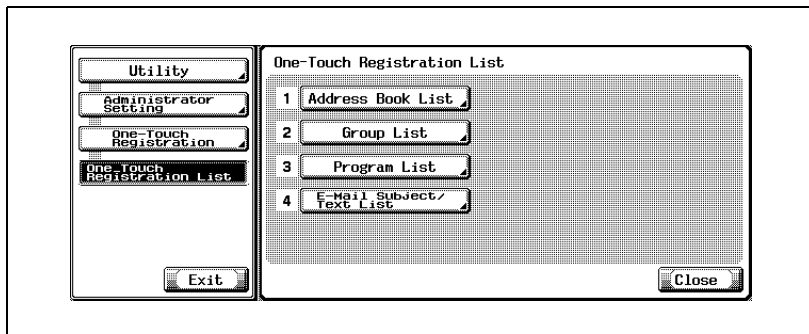 Utility
Administrator
Setting
One-Touch
Registration
One-Touch
Registration List
Exit
One-Touch Registration List
1 Address Book List
2 Group List
3 Program List
4 E-Mail Subject/
Text List
Close